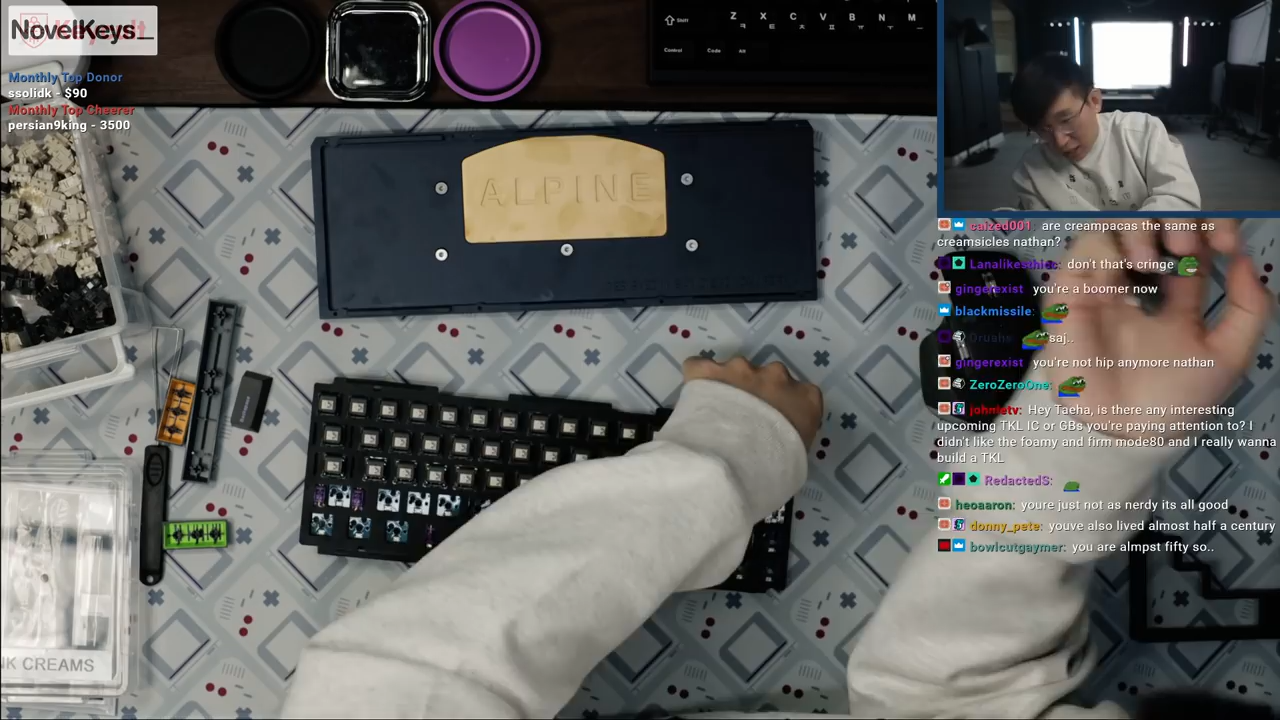 NovelKeys_
Monthly Top Donor
ssolidk - $90
Monthly Top Cheerer
persian9king - 3500
Shift
Z X C V B N M
ㅋ ㅌ ㅊ ㅍ ㅠ ㅜ ㅡ
Control Code Alt
ALPINE
NK CREAMS
caized001: are creampacas the same as
creamsicles nathan?
Lanalikesthicc: don't that's cringe
gingerexist you're a boomer now
blackmissile:
Druahs saj..
gingerexist you're not hip anymore nathan
ZeroZeroOne:
johnietv: Hey Taeha, is there any interesting
upcoming TKL IC or GBs you're paying attention to? I
didn't like the foamy and firm mode80 and I really wanna
build a TKL
RedactedS:
heoaaron: youre just not as nerdy its all good
donny_pete: youve also lived almost half a century
bowlcutgaymer: you are almpst fifty so..